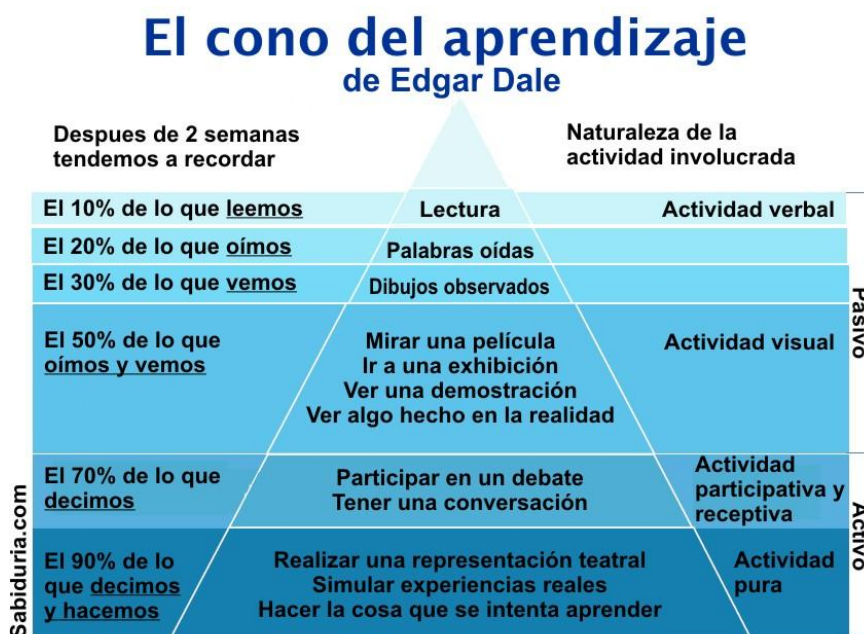 El cono del aprendizaje
de Edgar Dale
Despues de 2 semanas
tendemos a recordar
Naturaleza de la
actividad involucrada
El 10% de lo que leemos
Lectura
Actividad verbal
El 20% de lo que oímos
Palabras oídas
El 30% de lo que vemos
Dibujos observados
El 50% de lo que
oímos y vemos
Mirar una película
Ir a una exhibición
Ver una demostración
Ver algo hecho en la realidad
Actividad visual
Pasivo
El 70% de lo que
decimos
Participar en un debate
Tener una conversación
Actividad
participativa y
receptiva
El 90% de lo
que decimos
y hacemos
Realizar una representación teatral
Simular experiencias reales
Hacer la cosa que se intenta aprender
Actividad
pura
Activo
Sabiduria.com